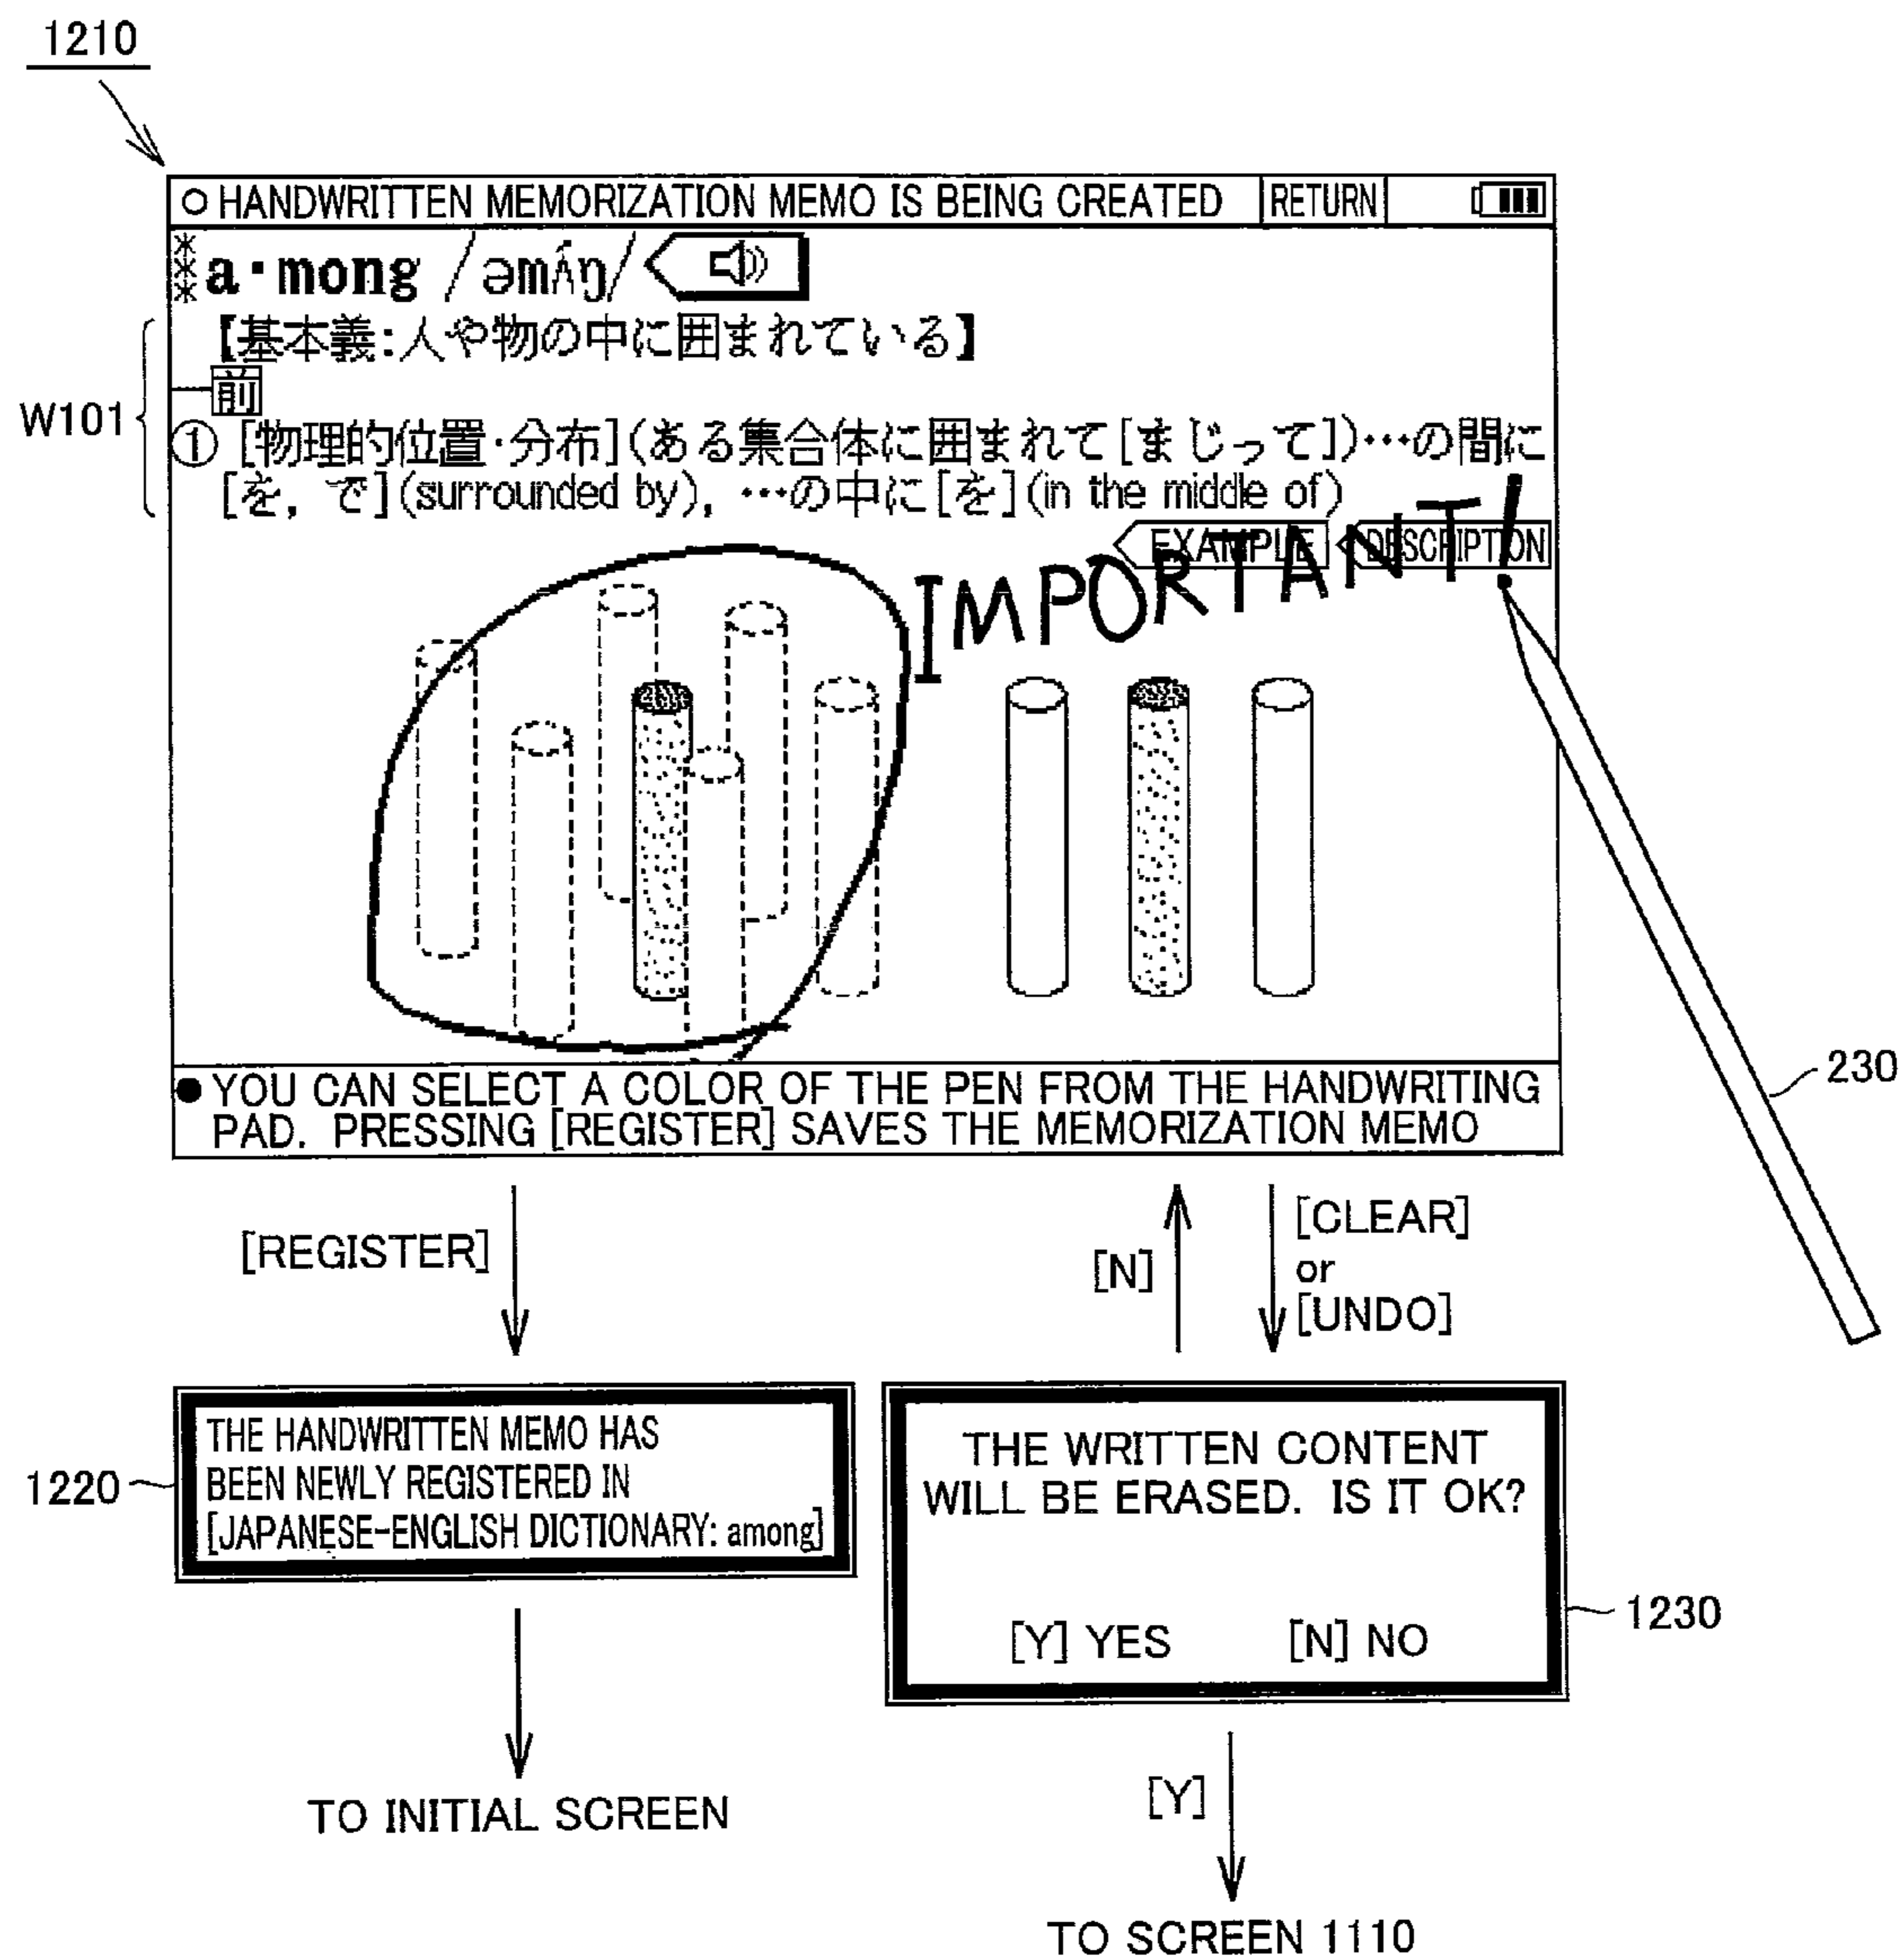 1210
○ HANDWRITTEN MEMORIZATION MEMO IS BEING CREATED RETURN
***a·mong /əmʌ́ŋ/
【基本義:人や物の中に囲まれている】
前
W101
① [物理的位置·分布](ある集合体に囲まれて[まじって])…の間に
[を, で](surrounded by), …の中に[を](in the middle of)
EXAMPLE DESCRIPTION
IMPORTANT!
● YOU CAN SELECT A COLOR OF THE PEN FROM THE HANDWRITING
PAD. PRESSING [REGISTER] SAVES THE MEMORIZATION MEMO
230
[REGISTER]
[N]
[CLEAR]
or
[UNDO]
THE HANDWRITTEN MEMO HAS
BEEN NEWLY REGISTERED IN
[JAPANESE-ENGLISH DICTIONARY: among]
1220
THE WRITTEN CONTENT
WILL BE ERASED. IS IT OK?
[Y] YES [N] NO
1230
TO INITIAL SCREEN
[Y]
TO SCREEN 1110